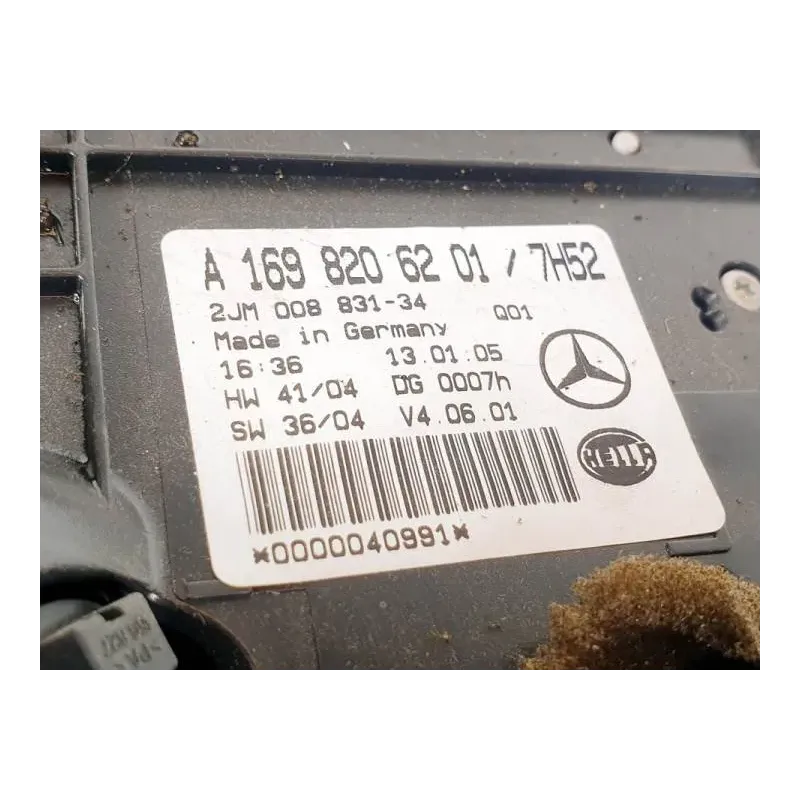 A 169 820 62 01 / 7H52
2JM 008 831-34 Q01
Made in Germany
16:36 13.01.05
HW 41/04 DG 0007h
SW 36/04 V4.06.01
HELLA
*0000040991*
>PA<